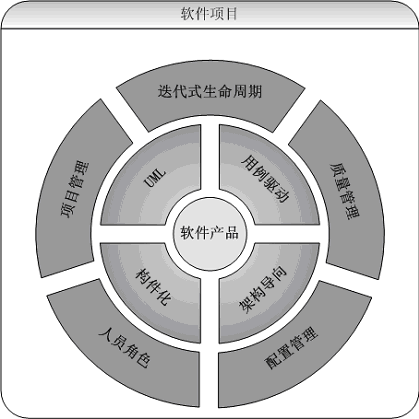 软件项目
迭代式生命周期
项目管理
质量管理
UML
用例驱动
软件产品
构件化
架构导向
人员角色
配置管理